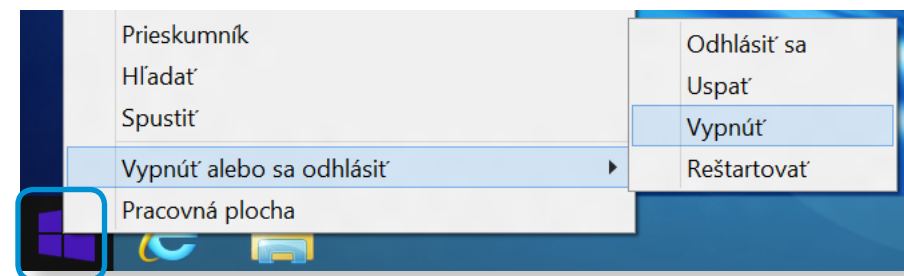 Prieskumník
Hľadať
Spustiť
Vypnúť alebo sa odhlásiť
Pracovná plocha
Odhlásiť sa
Uspať
Vypnúť
Reštartovať